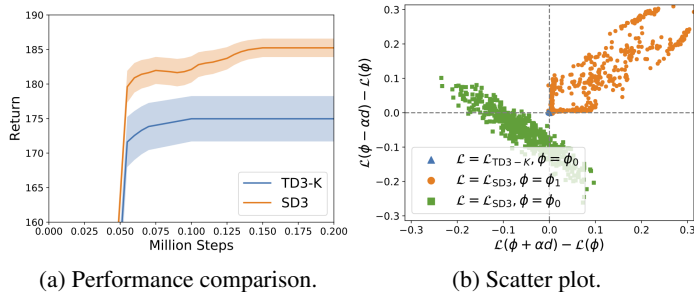 190
185
180
175
170
165
160
Return
TD3-K
SD3
0.000 0.025 0.050 0.075 0.100 0.125 0.150 0.175 0.200
Million Steps
(a) Performance comparison.
0.3
0.2
0.1
0.0
−0.1
−0.2
−0.3
ℒ(ϕ − αd) − ℒ(ϕ)
ℒ = ℒTD3−K, ϕ = ϕ0
ℒ = ℒSD3, ϕ = ϕ1
ℒ = ℒSD3, ϕ = ϕ0
−0.3 −0.2 −0.1 0.0 0.1 0.2 0.3
ℒ(ϕ + αd) − ℒ(ϕ)
(b) Scatter plot.